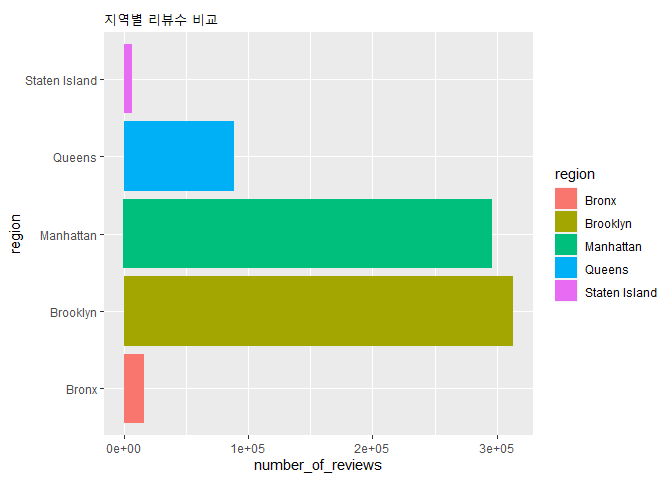 지역별 리뷰수 비교
Staten Island
Queens
Manhattan
Brooklyn
Bronx
region
0e+00 1e+05 2e+05 3e+05
number_of_reviews
region
Bronx
Brooklyn
Manhattan
Queens
Staten Island